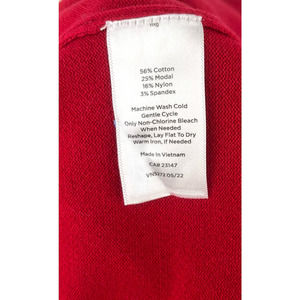 56% Cotton
25% Modal
16% Nylon
3% Spandex
Machine Wash Cold
Gentle Cycle
Only Non-Chlorine Bleach
When Needed
Reshape, Lay Flat To Dry
Warm Iron, If Needed
Made in Vietnam
CA# 23147
05/22